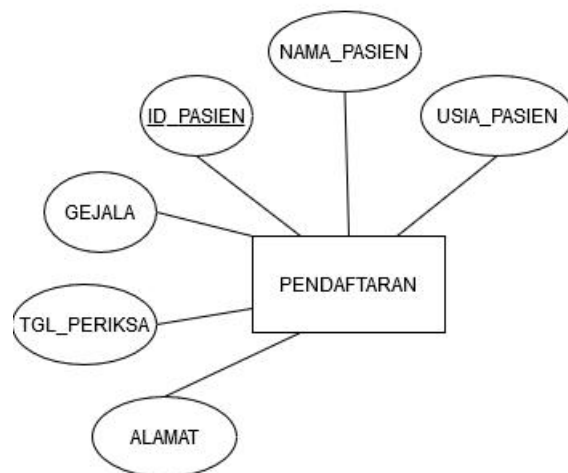 NAMA_PASIEN
ID_PASIEN
USIA_PASIEN
GEJALA
PENDAFTARAN
TGL_PERIKSA
ALAMAT